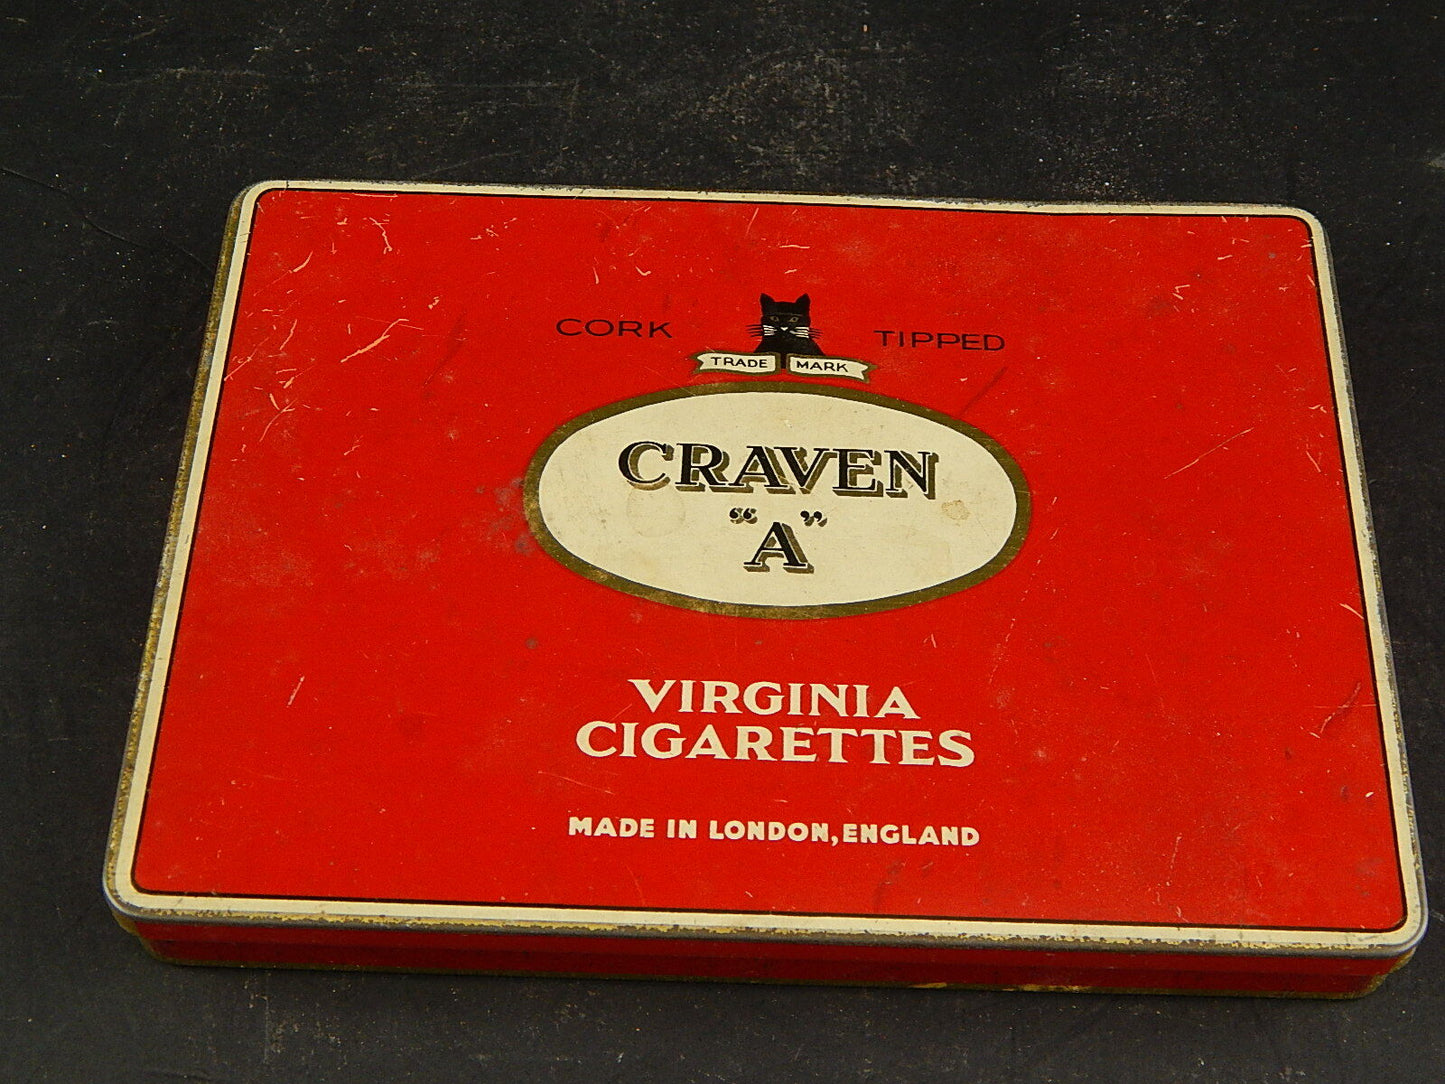 CORK TIPPED
TRADE MARK
CRAVEN
“A”
VIRGINIA
CIGARETTES
MADE IN LONDON, ENGLAND